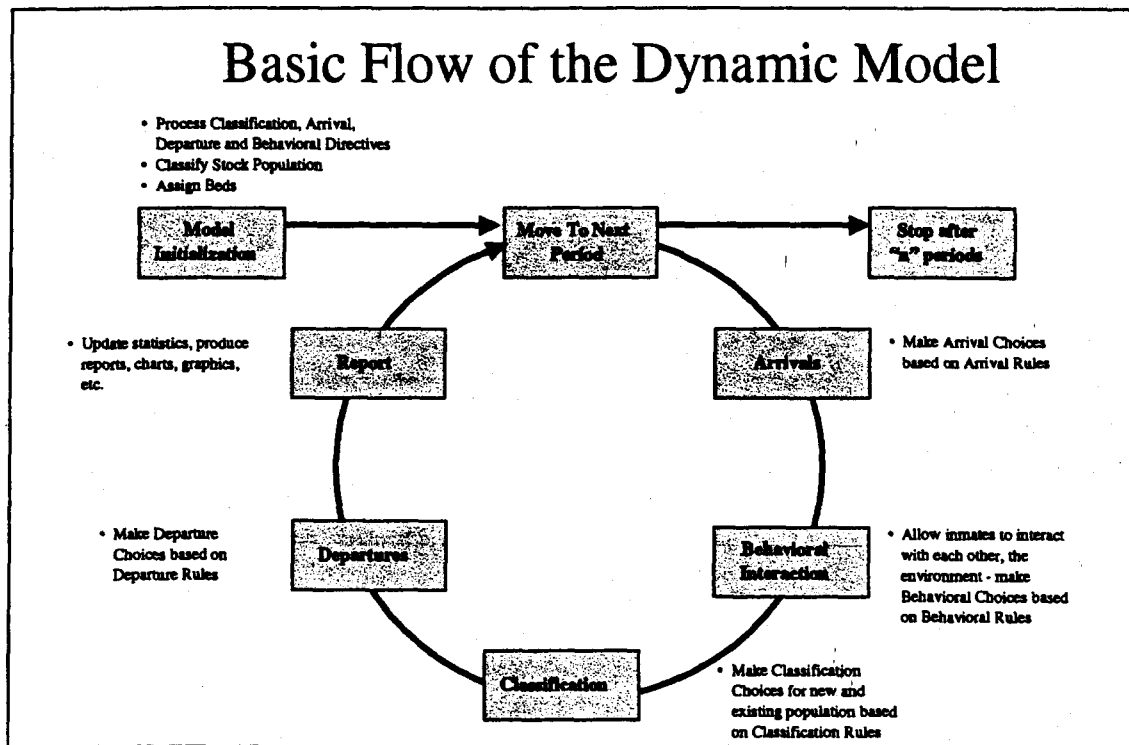 Basic Flow of the Dynamic Model
• Process Classification, Arrival,
Departure and Behavioral Directives
• Classify Stock Population
• Assign Beds
Model
Initialization
Move To Next
Period
Stop after
"n" periods
• Update statistics, produce
reports, charts, graphics,
etc.
Report
Arrivals
• Make Arrival Choices
based on Arrival Rules
• Make Departure
Choices based on
Departure Rules
Departures
Behavioral
Interaction
• Allow inmates to interact
with each other, the
environment - make
Behavioral Choices based
on Behavioral Rules
Classification
• Make Classification
Choices for new and
existing population based
on Classification Rules